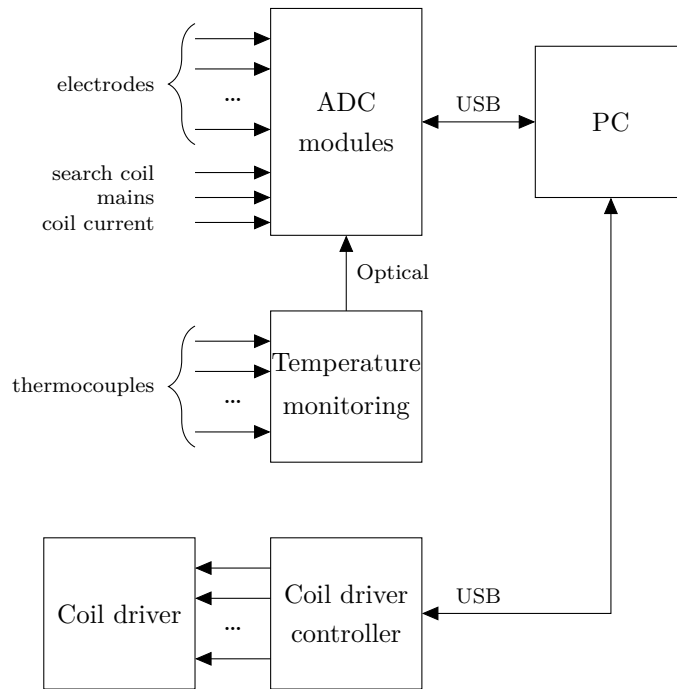 electrodes
...
ADC
modules
USB
PC
search coil
mains
coil current
Optical
thermocouples
...
Temperature
monitoring
Coil driver
...
Coil driver
controller
USB